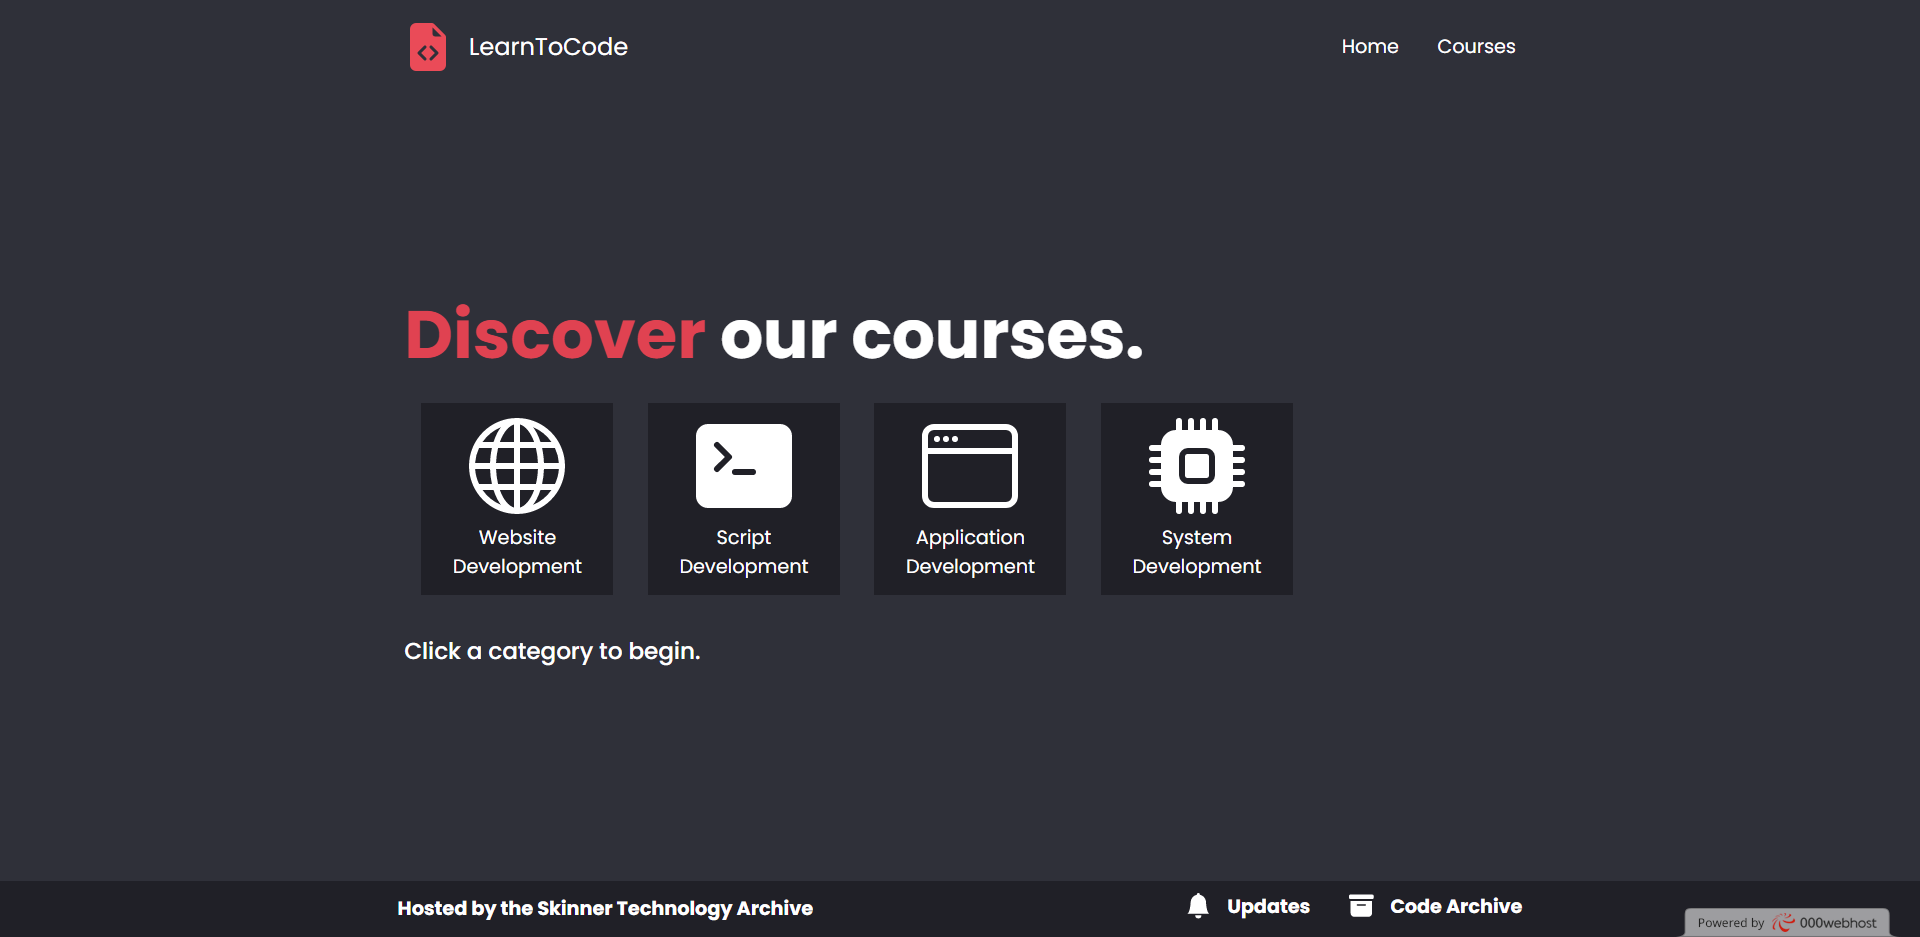 LearnToCode
Home
Courses
Discover our courses.
Website
Development
Script
Development
Application
Development
System
Development
Click a category to begin.
Hosted by the Skinner Technology Archive
Updates
Code Archive
Powered by 000webhost